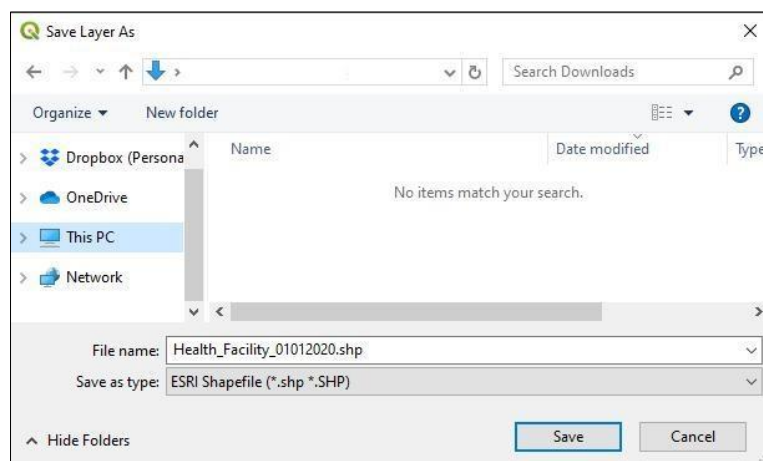 Save Layer As
Search Downloads
Organize New folder
Name Date modified Type
Dropbox (Persona
No items match your search.
OneDrive
This PC
Network
File name: Health_Facility_01012020.shp
Save as type: ESRI Shapefile (*.shp *.SHP)
Hide Folders Save Cancel